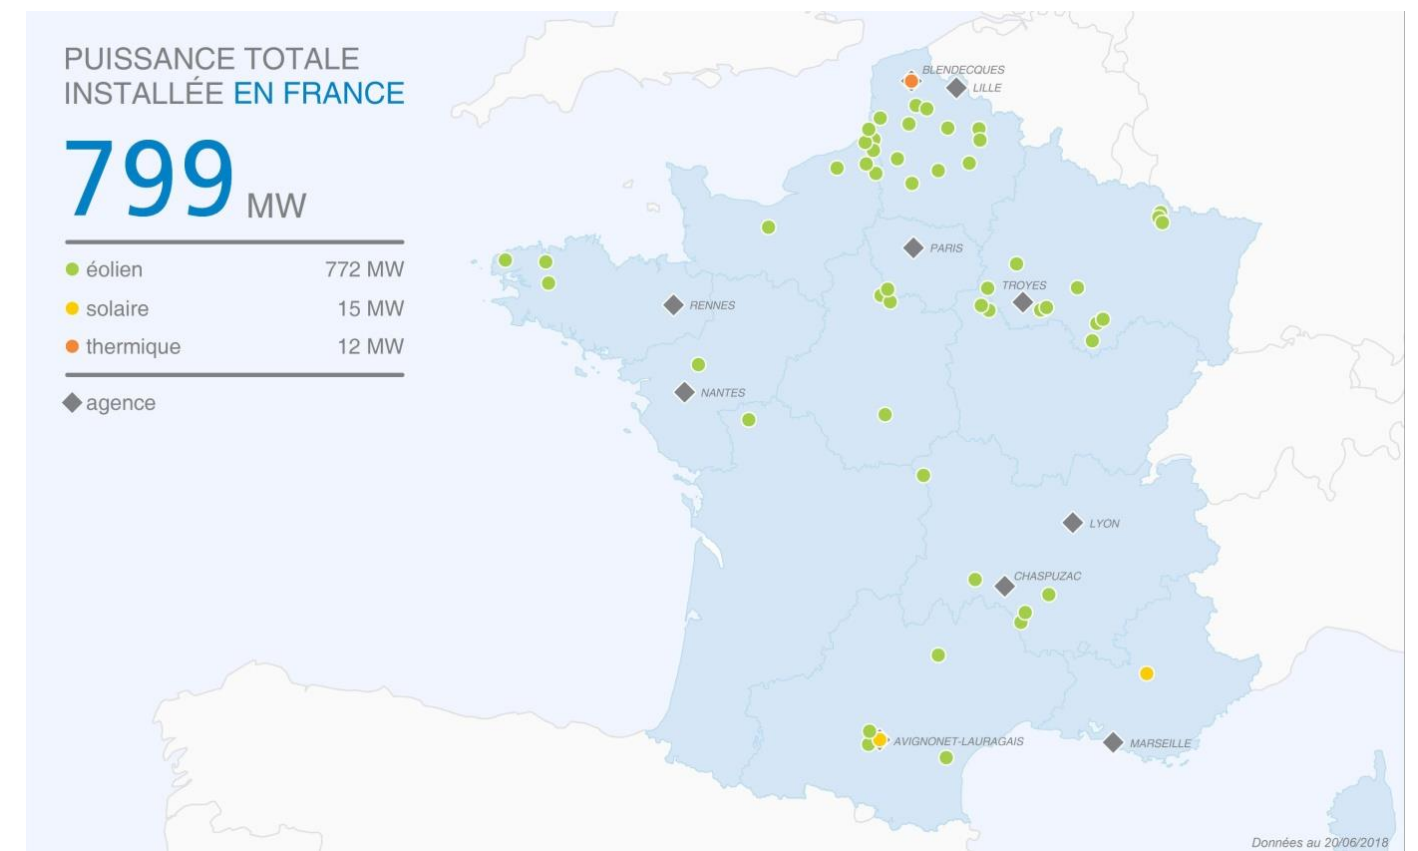 PUISSANCE TOTALE
INSTALLÉE EN FRANCE
799 MW
éolien 772 MW
solaire 15 MW
thermique 12 MW
agence
BLENDECQUES
LILLE
PARIS
TROYES
RENNES
NANTES
LYON
CHASPUZAC
AVIGNONET-LAURAGAIS
MARSEILLE
Données au 20/06/2018